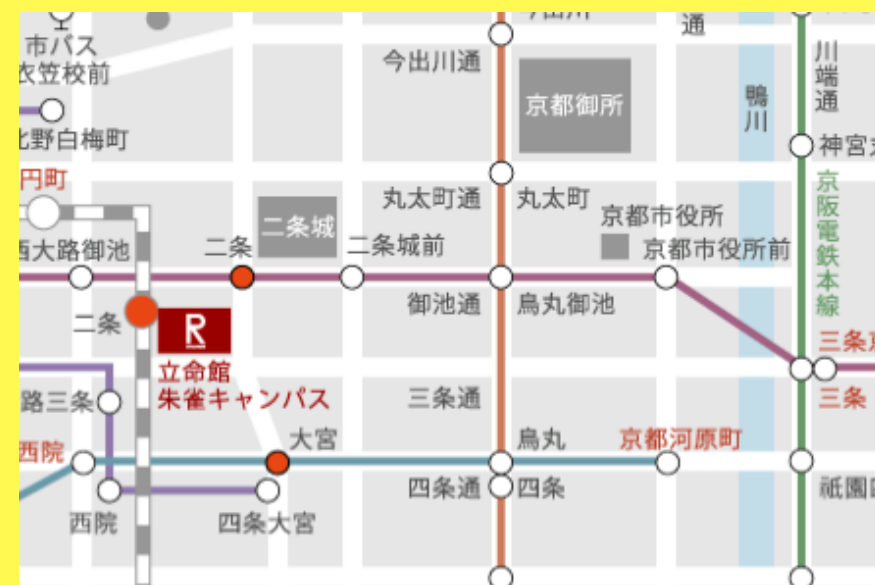 市バス
衣笠校前
今出川通
通
京都御所
鴨川
川端通
北野白梅町
神宮
円町
丸太町通
丸太町
京都市役所
京阪電鉄本線
二条城
西大路御池
二条
二条城前
京都市役所前
御池通
烏丸御池
二条
R
立命館
朱雀キャンパス
三条
路三条
三条通
三条
西院
大宮
烏丸
京都河原町
四条通
四条
祇園
西院
四条大宮